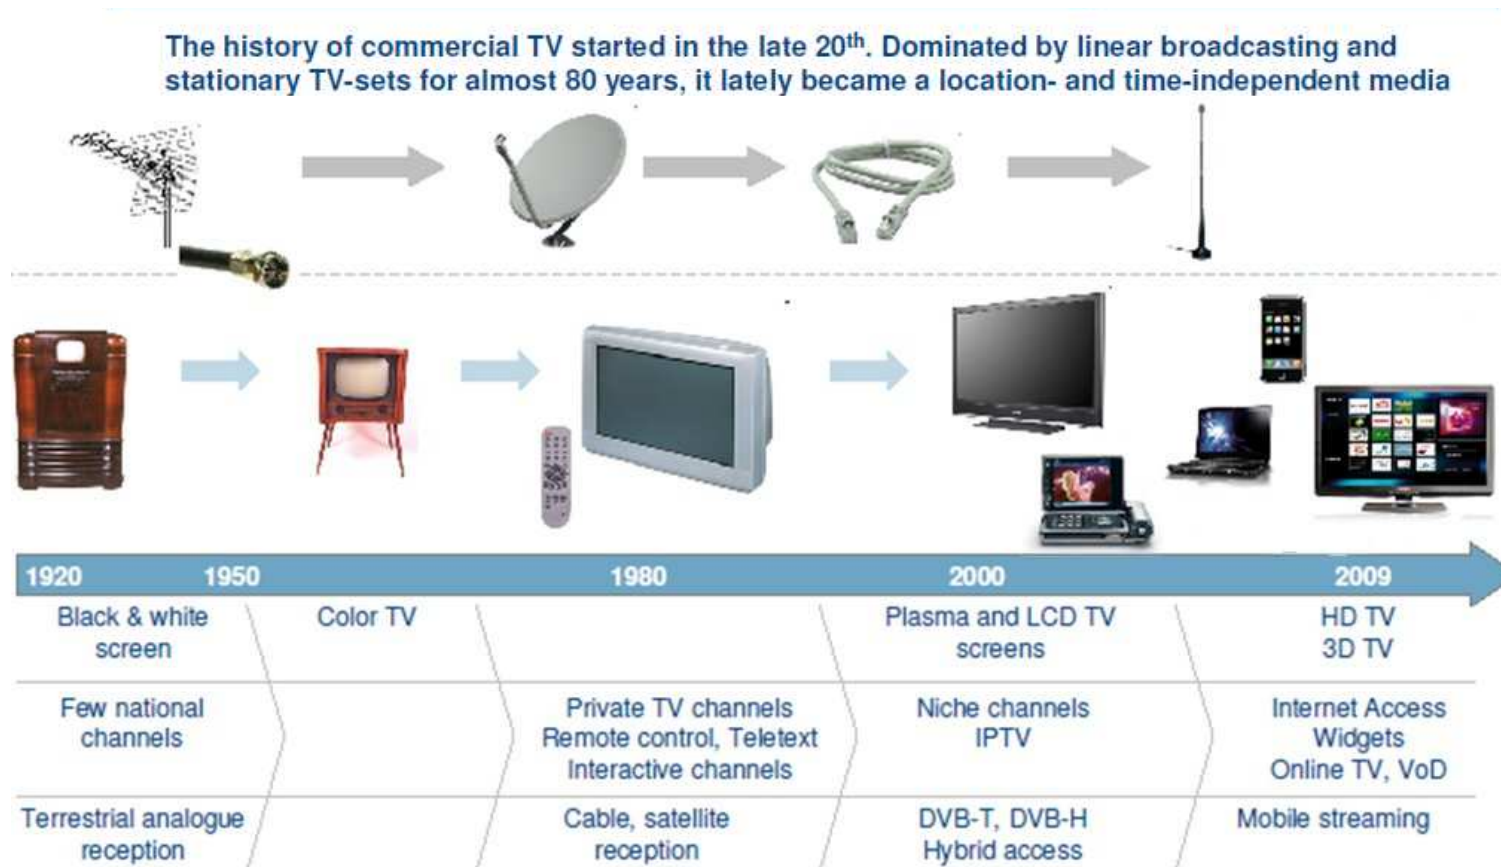 The history of commercial TV started in the late 20th. Dominated by linear broadcasting and
stationary TV-sets for almost 80 years, it lately became a location- and time-independent media
1920
1950
1980
2000
2009
Black & white
screen
Color TV
Plasma and LCD TV
screens
HD TV
3D TV
Few national
channels
Private TV channels
Remote control, Teletext
Interactive channels
Niche channels
IPTV
Internet Access
Widgets
Online TV, VoD
Terrestrial analogue
reception
Cable, satellite
reception
DVB-T, DVB-H
Hybrid access
Mobile streaming